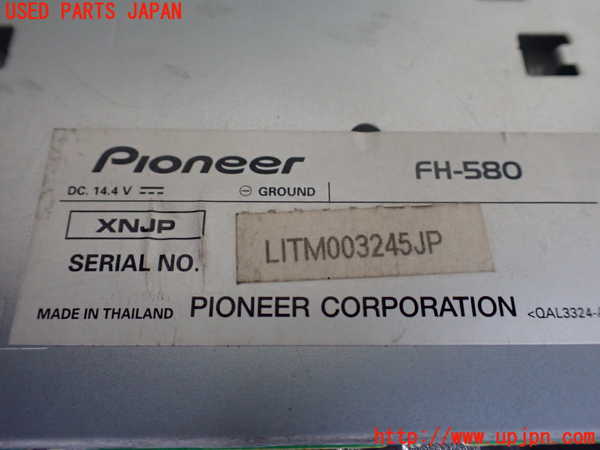 USED PARTS JAPAN
Pioneer
FH-580
DC. 14.4 V
GROUND
XNJP
SERIAL NO. LITM003245JP
MADE IN THAILAND PIONEER CORPORATION <QAL3324-
http://www.upjpn.com/